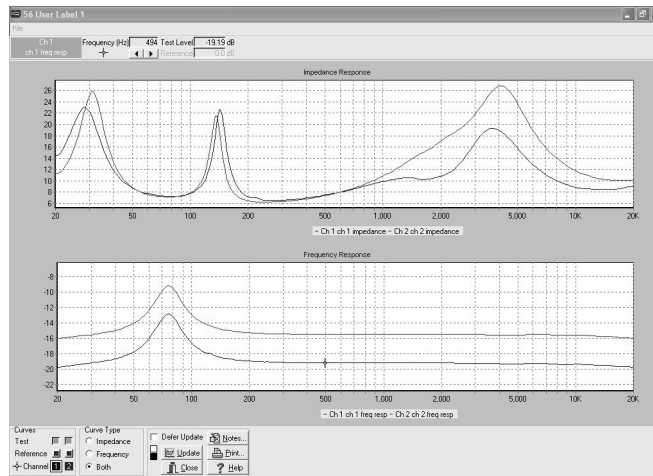 56 User Label 1
File
Ch 1
ch 1 freq resp
Frequency (Hz) 494 Test Level -19.19 dB
Reference 0.0 dB
Impedance Response
26
24
22
20
18
16
14
12
10
8
6
20 50 100 200 500 1,000 2,000 5,000 10K 20K
- Ch 1 ch 1 impedance - Ch 2 ch 2 impedance
Frequency Response
-8
-10
-12
-14
-16
-18
-20
-22
20 50 100 200 500 1,000 2,000 5,000 10K 20K
- Ch 1 ch 1 freq resp - Ch 2 ch 2 freq resp
Curves
Test
Reference
Channel 1 2
Curve Type
Impedance
Frequency
Both
Defer Update
Notes...
Update
Print...
Close
? Help